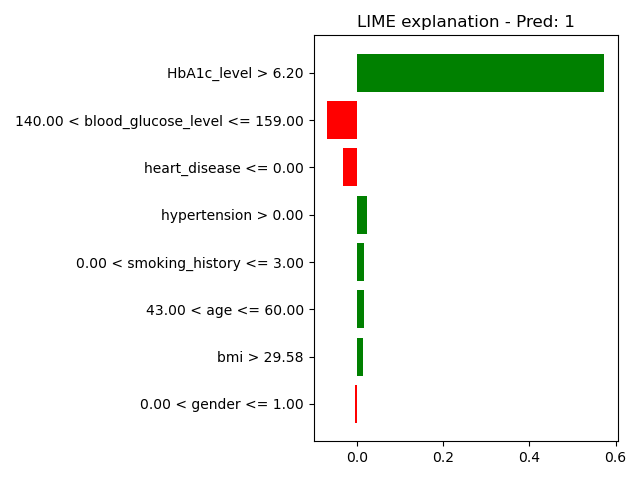 LIME explanation - Pred: 1
HbA1c_level > 6.20
140.00 < blood_glucose_level <= 159.00
heart_disease <= 0.00
hypertension > 0.00
0.00 < smoking_history <= 3.00
43.00 < age <= 60.00
bmi > 29.58
0.00 < gender <= 1.00
0.0 0.2 0.4 0.6